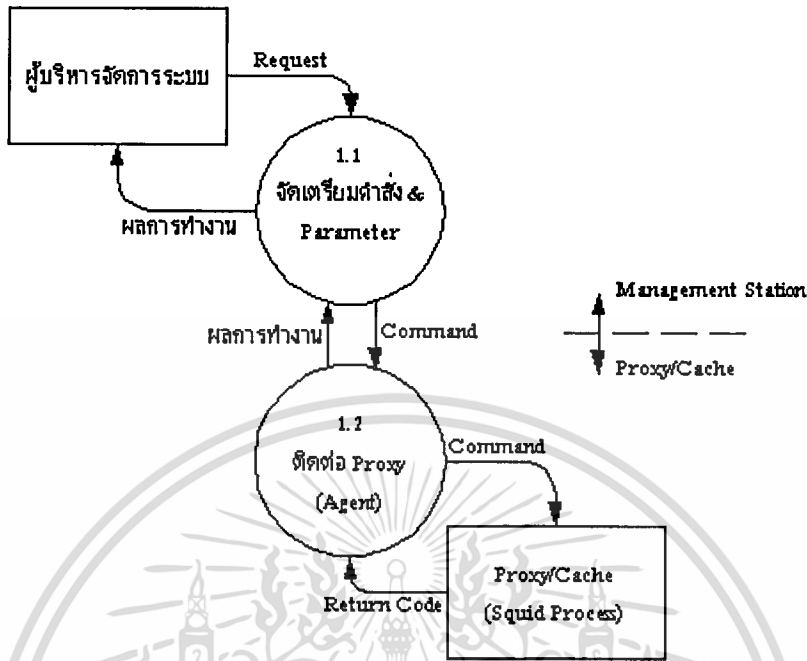 ผู้บริหารจัดการระบบ
Request
1.1
จัดเตรียมคำสั่ง &
Parameter
ผลการทำงาน
Management Station
ผลการทำงาน
Command
Proxy/Cache
1.2
ติดต่อ Proxy
(Agent)
Command
Proxy/Cache
(Squid Process)
Return Code